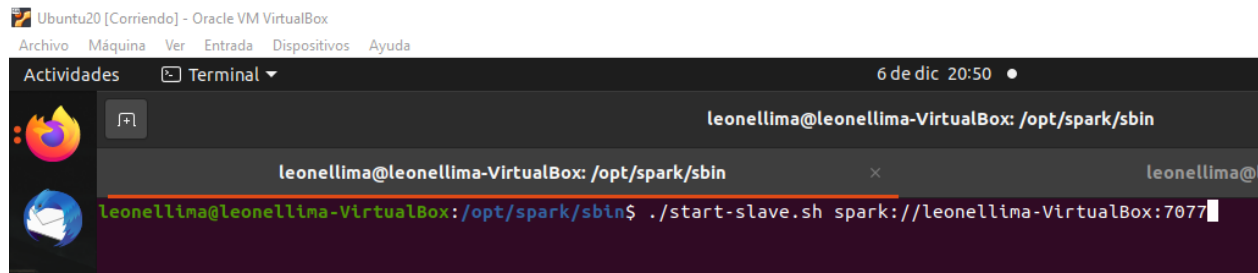 Ubuntu20 [Corriendo] - Oracle VM VirtualBox
Archivo Máquina Ver Entrada Dispositivos Ayuda
Actividades Terminal 6 de dic 20:50
leonellima@leonellima-VirtualBox: /opt/spark/sbin
leonellima@leonellima-VirtualBox: /opt/spark/sbin × leonellima@
leonellima@leonellima-VirtualBox:/opt/spark/sbin$ ./start-slave.sh spark://leonellima-VirtualBox:7077